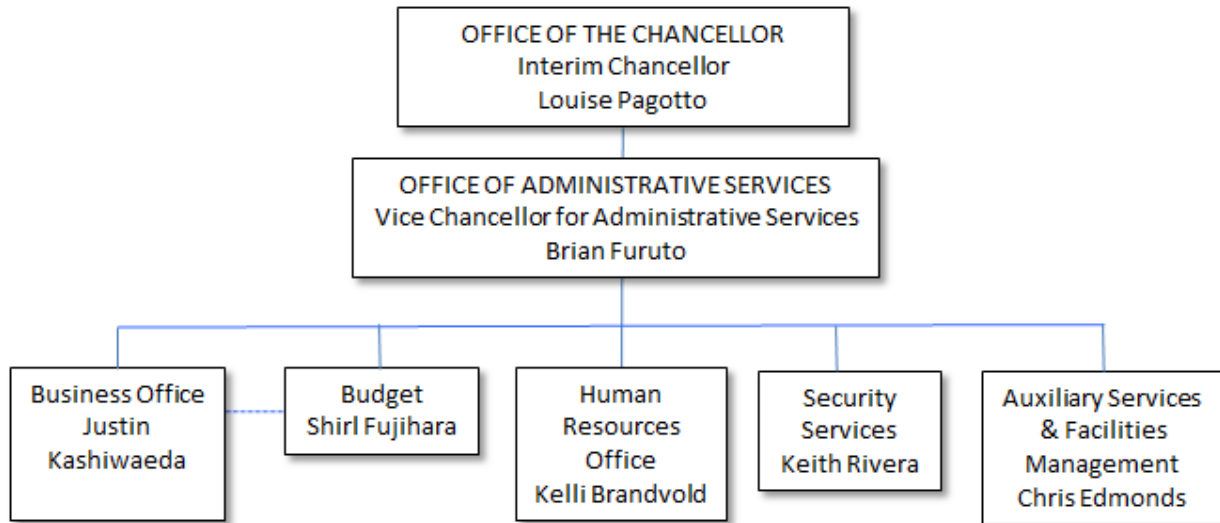 OFFICE OF THE CHANCELLOR
Interim Chancellor
Louise Pagotto
OFFICE OF ADMINISTRATIVE SERVICES
Vice Chancellor for Administrative Services
Brian Furuto
Business Office
Justin
Kashiwaeda
Budget
Shirl Fujihara
Human
Resources
Office
Kelli Brandvold
Security
Services
Keith Rivera
Auxiliary Services
& Facilities
Management
Chris Edmonds